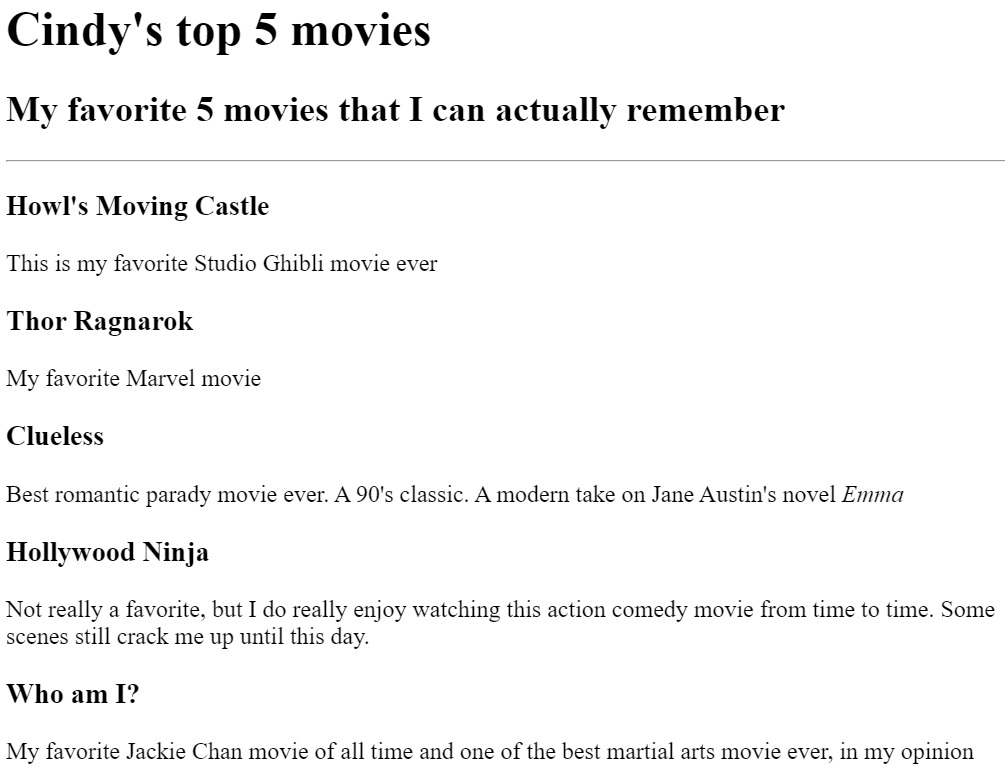 Cindy's top 5 movies
My favorite 5 movies that I can actually remember
Howl's Moving Castle
This is my favorite Studio Ghibli movie ever
Thor Ragnarok
My favorite Marvel movie
Clueless
Best romantic parady movie ever. A 90's classic. A modern take on Jane Austin's novel Emma
Hollywood Ninja
Not really a favorite, but I do really enjoy watching this action comedy movie from time to time. Some
scenes still crack me up until this day.
Who am I?
My favorite Jackie Chan movie of all time and one of the best martial arts movie ever, in my opinion